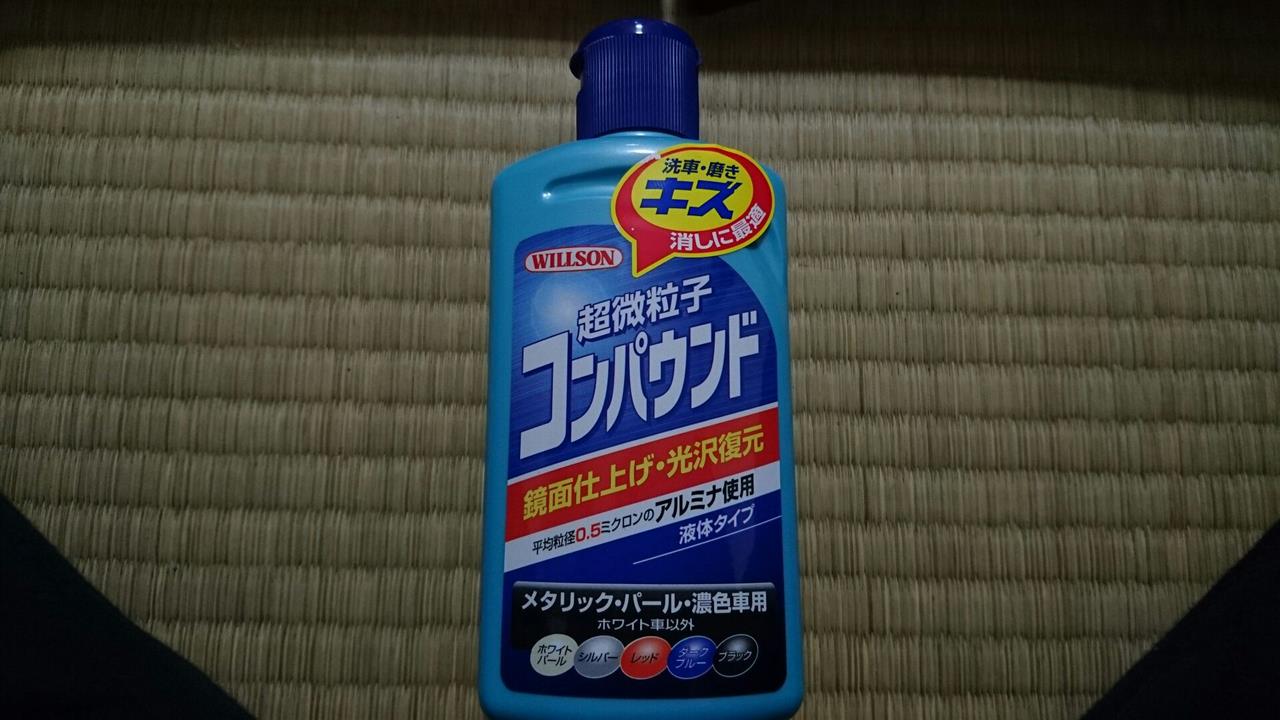 洗車・磨き
キズ
消しに最適
WILLSON
超微粒子
コンパウンド
鏡面仕上げ・光沢復元
平均粒径0.5ミクロンのアルミナ使用
液体タイプ
メタリック・パール・濃色車用
ホワイト車以外
ホワイトパール シルバー レッド ダークブルー ブラック